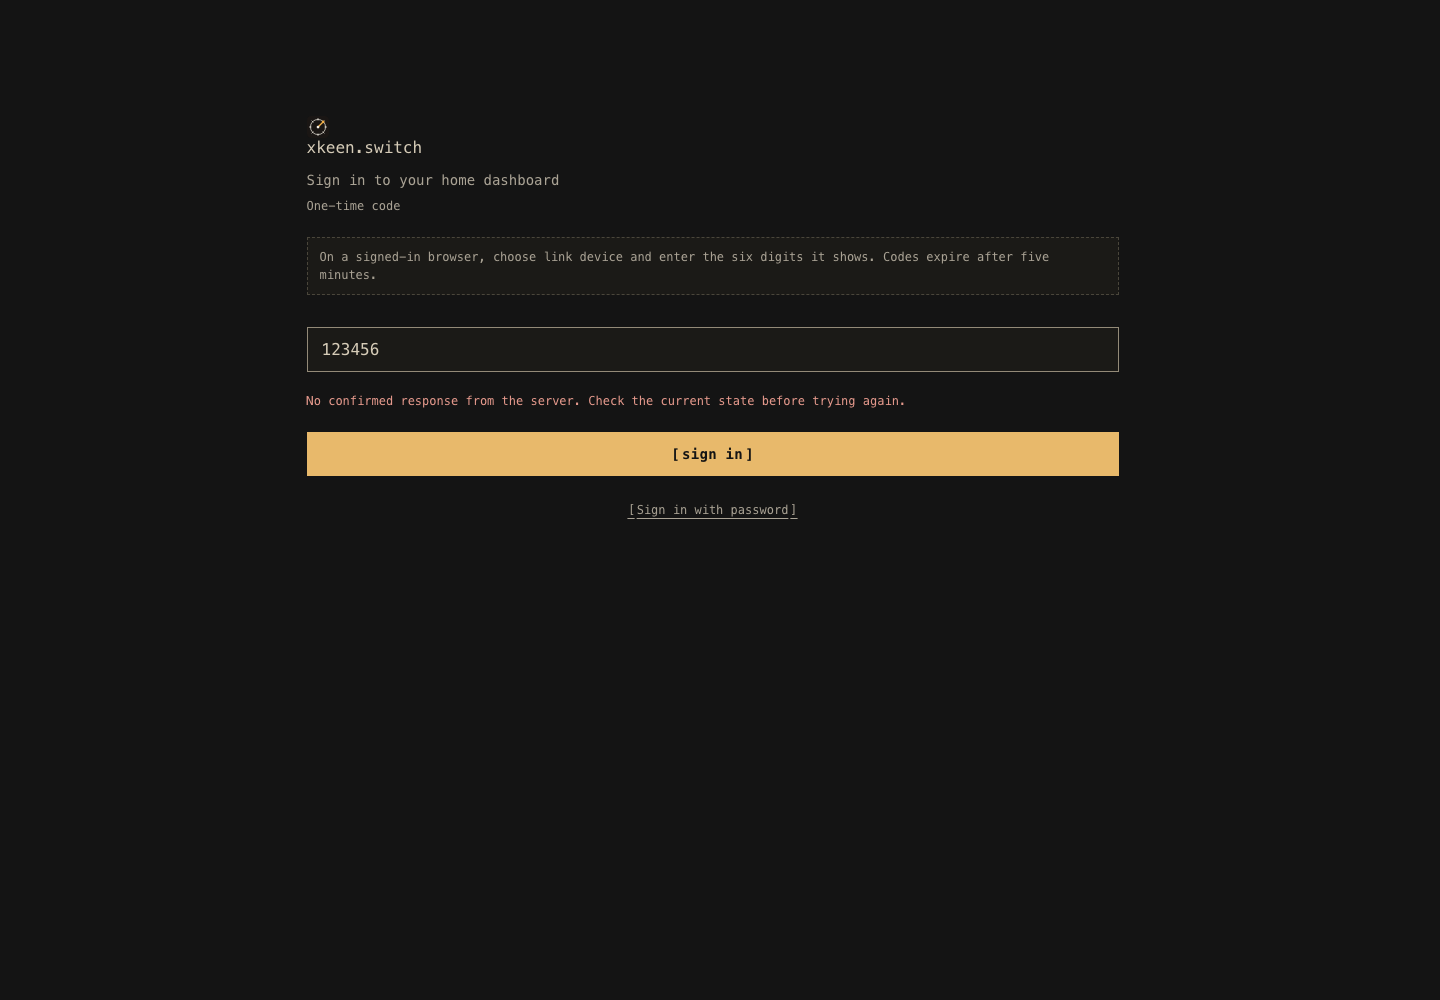 xkeen.switch
Sign in to your home dashboard
One-time code
On a signed-in browser, choose link device and enter the six digits it shows. Codes expire after five
minutes.
123456
No confirmed response from the server. Check the current state before trying again.
[sign in]
[Sign in with password]